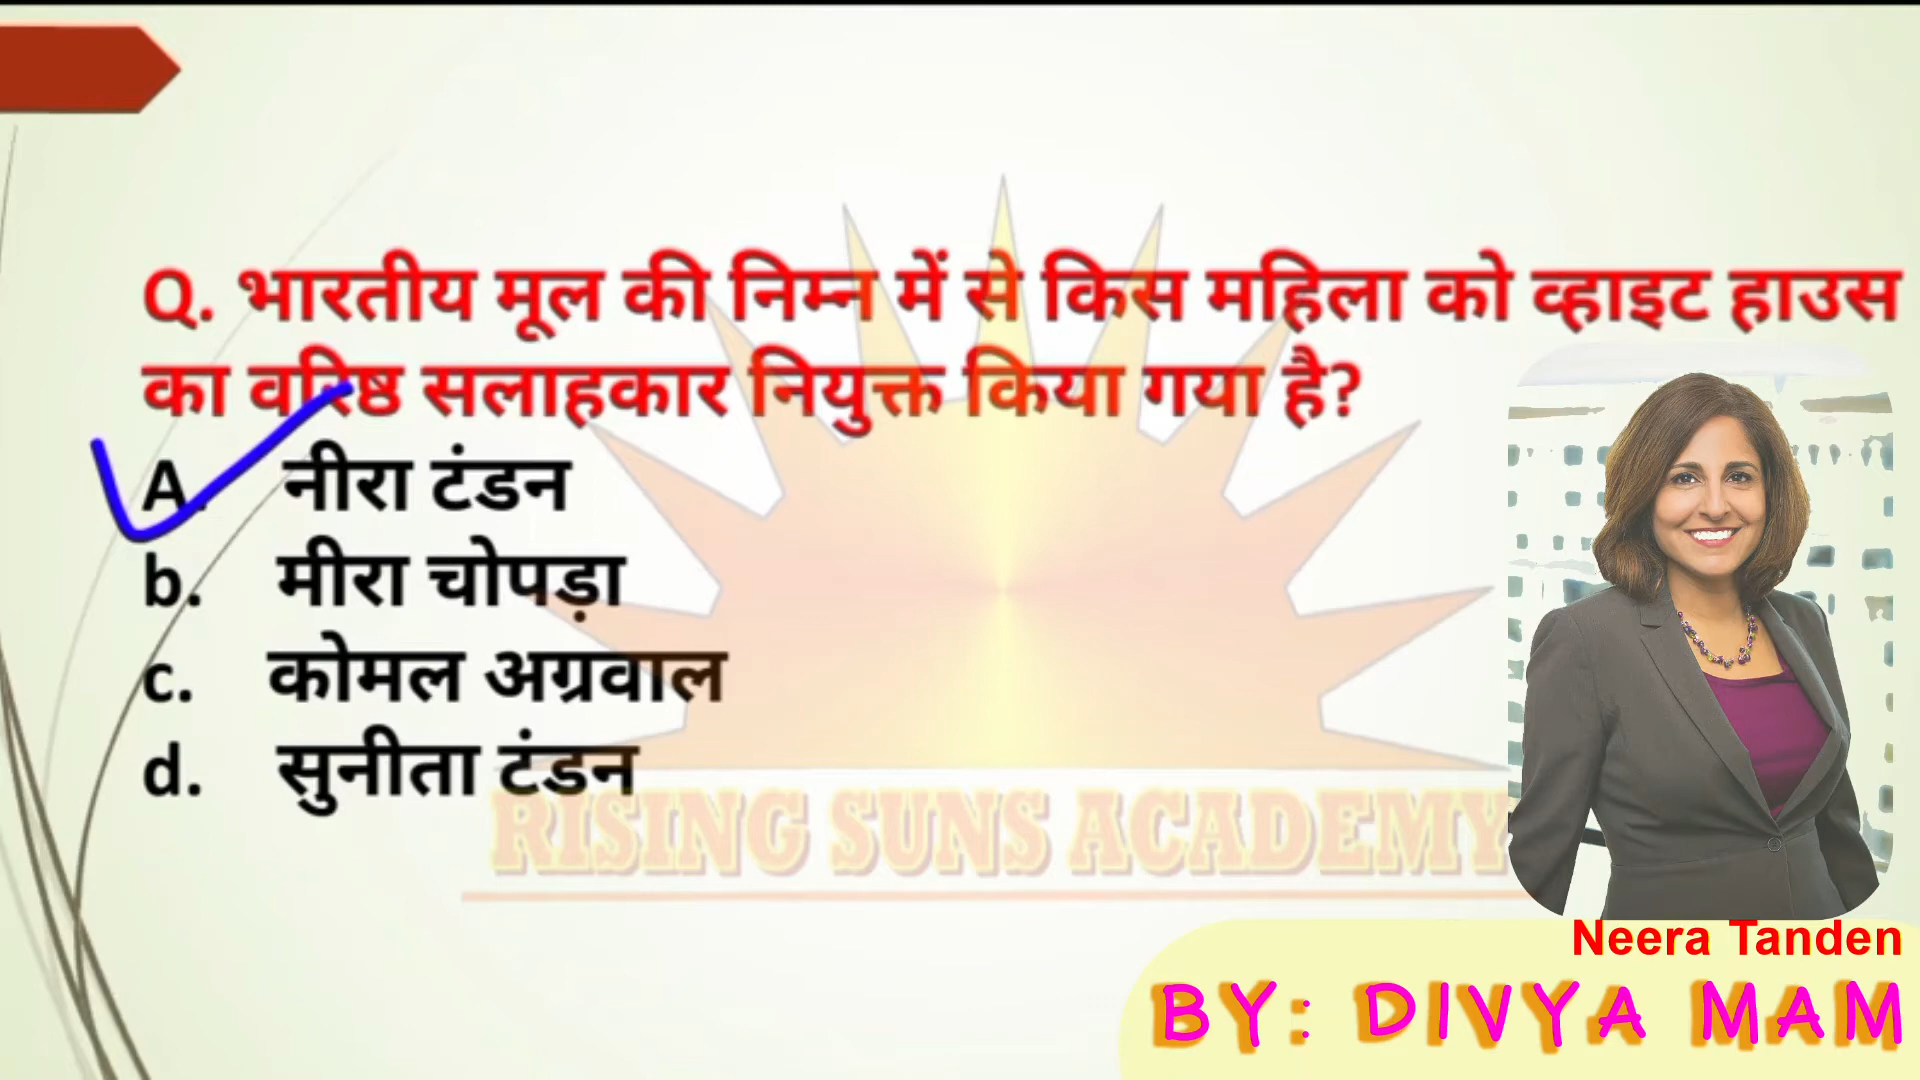 Q. भारतीय मूल की निम्न में से किस महिला को व्हाइट हाउस
का वरिष्ठ सलाहकार नियुक्त किया गया है?
A. नीरा टंडन
b. मीरा चोपड़ा
c. कोमल अग्रवाल
d. सुनीता टंडन
RISING SUNS ACADEMY
Neera Tanden
BY: DIVYA MAM